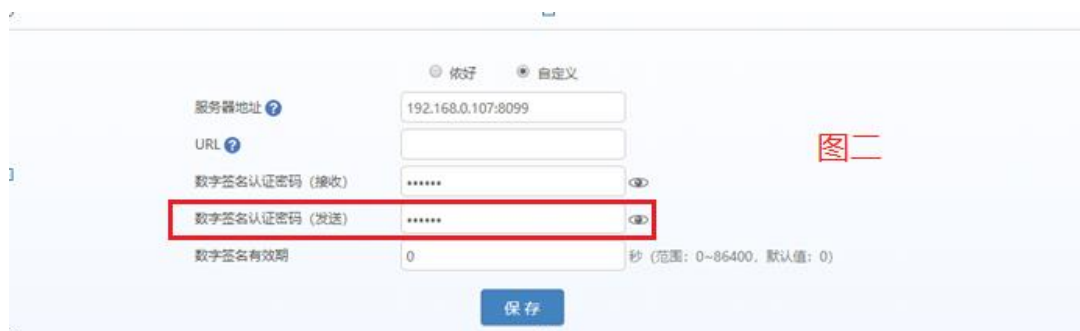 依好 自定义
服务器地址
192.168.0.107:8099
URL
图二
数字签名认证密码 (接收) ••••••
数字签名认证密码 (发送) ••••••
数字签名有效期 0 秒 (范围: 0~86400, 默认值: 0)
保存